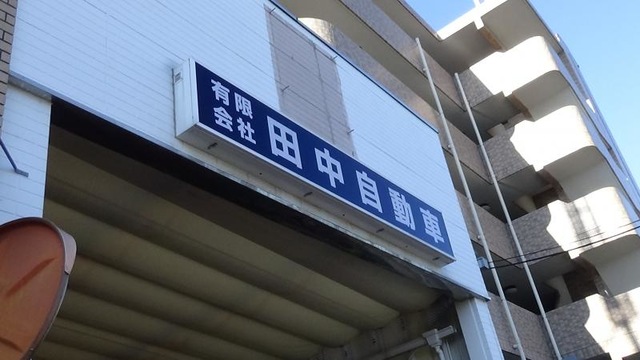 有限
会社
田中自動車